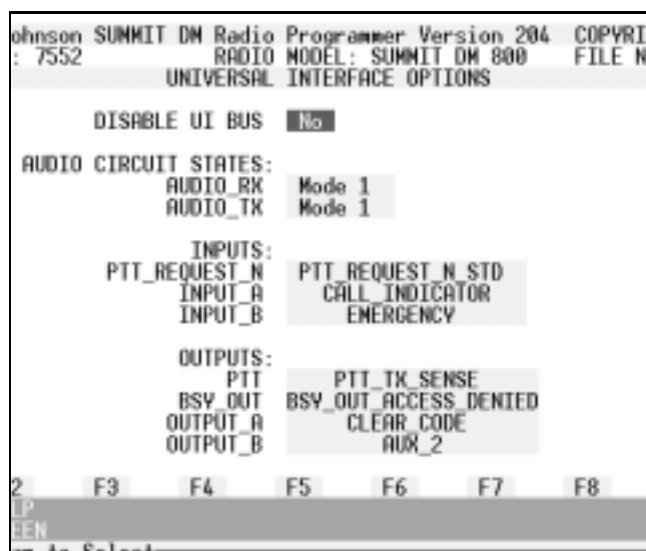 ohnson SUMMIT DM Radio Programmer Version 204 COPYRI
: 7552 RADIO MODEL: SUMMIT DM 800 FILE N
UNIVERSAL INTERFACE OPTIONS
DISABLE UI BUS No
AUDIO CIRCUIT STATES:
AUDIO_RX Mode 1
AUDIO_TX Mode 1
INPUTS:
PTT_REQUEST_N PTT_REQUEST_N_STD
INPUT_A CALL_INDICATOR
INPUT_B EMERGENCY
OUTPUTS:
PTT PTT_TX_SENSE
BSY_OUT BSY_OUT_ACCESS_DENIED
OUTPUT_A CLEAR_CODE
OUTPUT_B AUX_2
2 F3 F4 F5 F6 F7 F8
LP
EEN
to Select